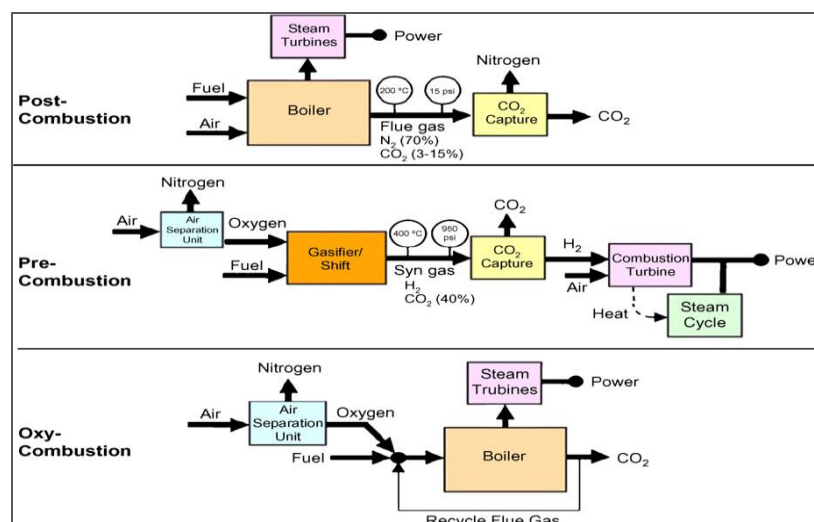 Steam
Turbines
Power
Nitrogen
Post-
Combustion
Fuel
Air
Boiler
200 °C
15 psi
CO₂
Capture
CO₂
Flue gas
N₂ (70%)
CO₂ (3-15%)
Nitrogen
CO₂
Air
Air
Separation
Unit
Oxygen
Pre-
Combustion
Fuel
Gasifier/
Shift
400 °C
950
psi
CO₂
Capture
H₂
Air
Combustion
Turbine
Powe
Syn gas
H₂
CO₂ (40%)
Heat
Steam
Cycle
Nitrogen
Steam
Trubines
Power
Oxy-
Combustion
Air
Air
Separation
Unit
Oxygen
Fuel
Boiler
CO₂
Recycle Flue Gas